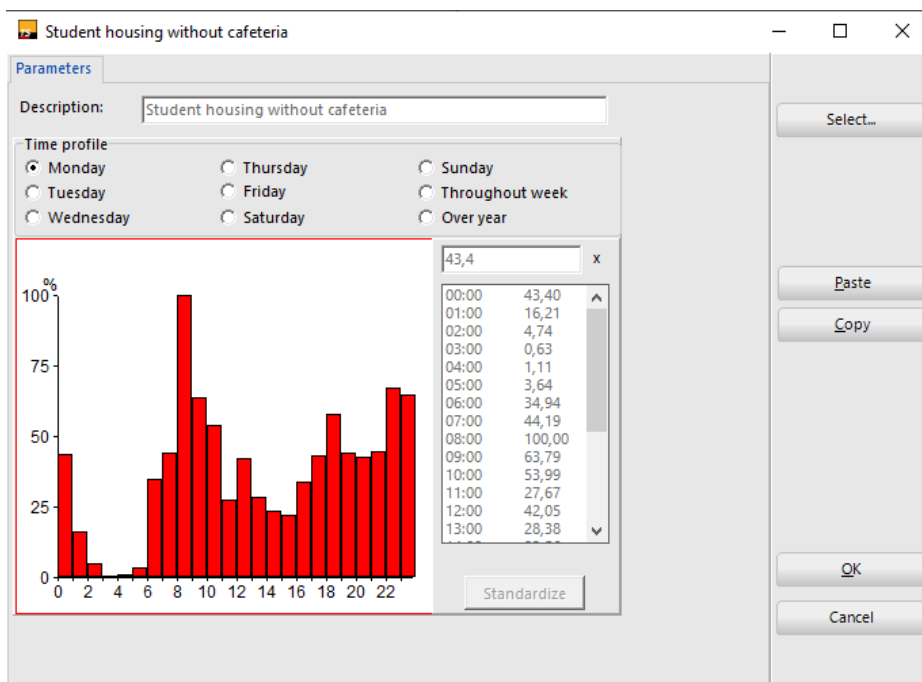 Student housing without cafeteria
Parameters
Description: Student housing without cafeteria
Time profile
Monday Thursday Sunday
Tuesday Friday Throughout week
Wednesday Saturday Over year
%
100
75
50
25
0
0 2 4 6 8 10 12 14 16 18 20 22
43,4 x
00:00 43,40
01:00 16,21
02:00 4,74
03:00 0,63
04:00 1,11
05:00 3,64
06:00 34,94
07:00 44,19
08:00 100,00
09:00 63,79
10:00 53,99
11:00 27,67
12:00 42,05
13:00 28,38
Standardize
Select...
Paste
Copy
OK
Cancel